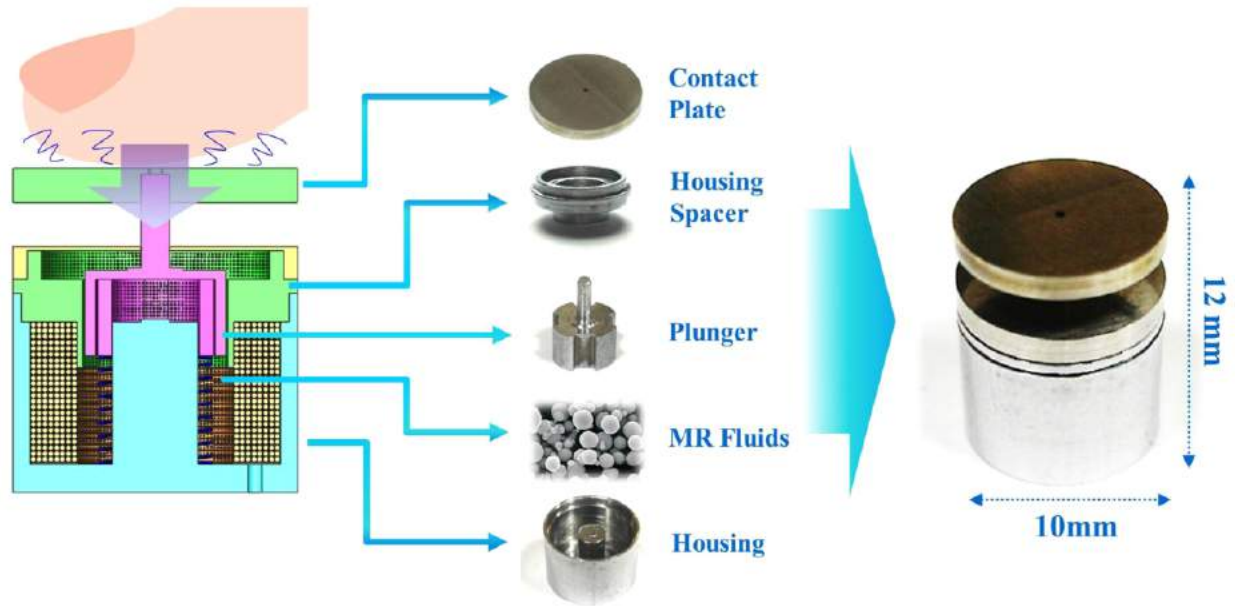 Contact
Plate
Housing
Spacer
Plunger
MR Fluids
Housing
12 mm
10mm